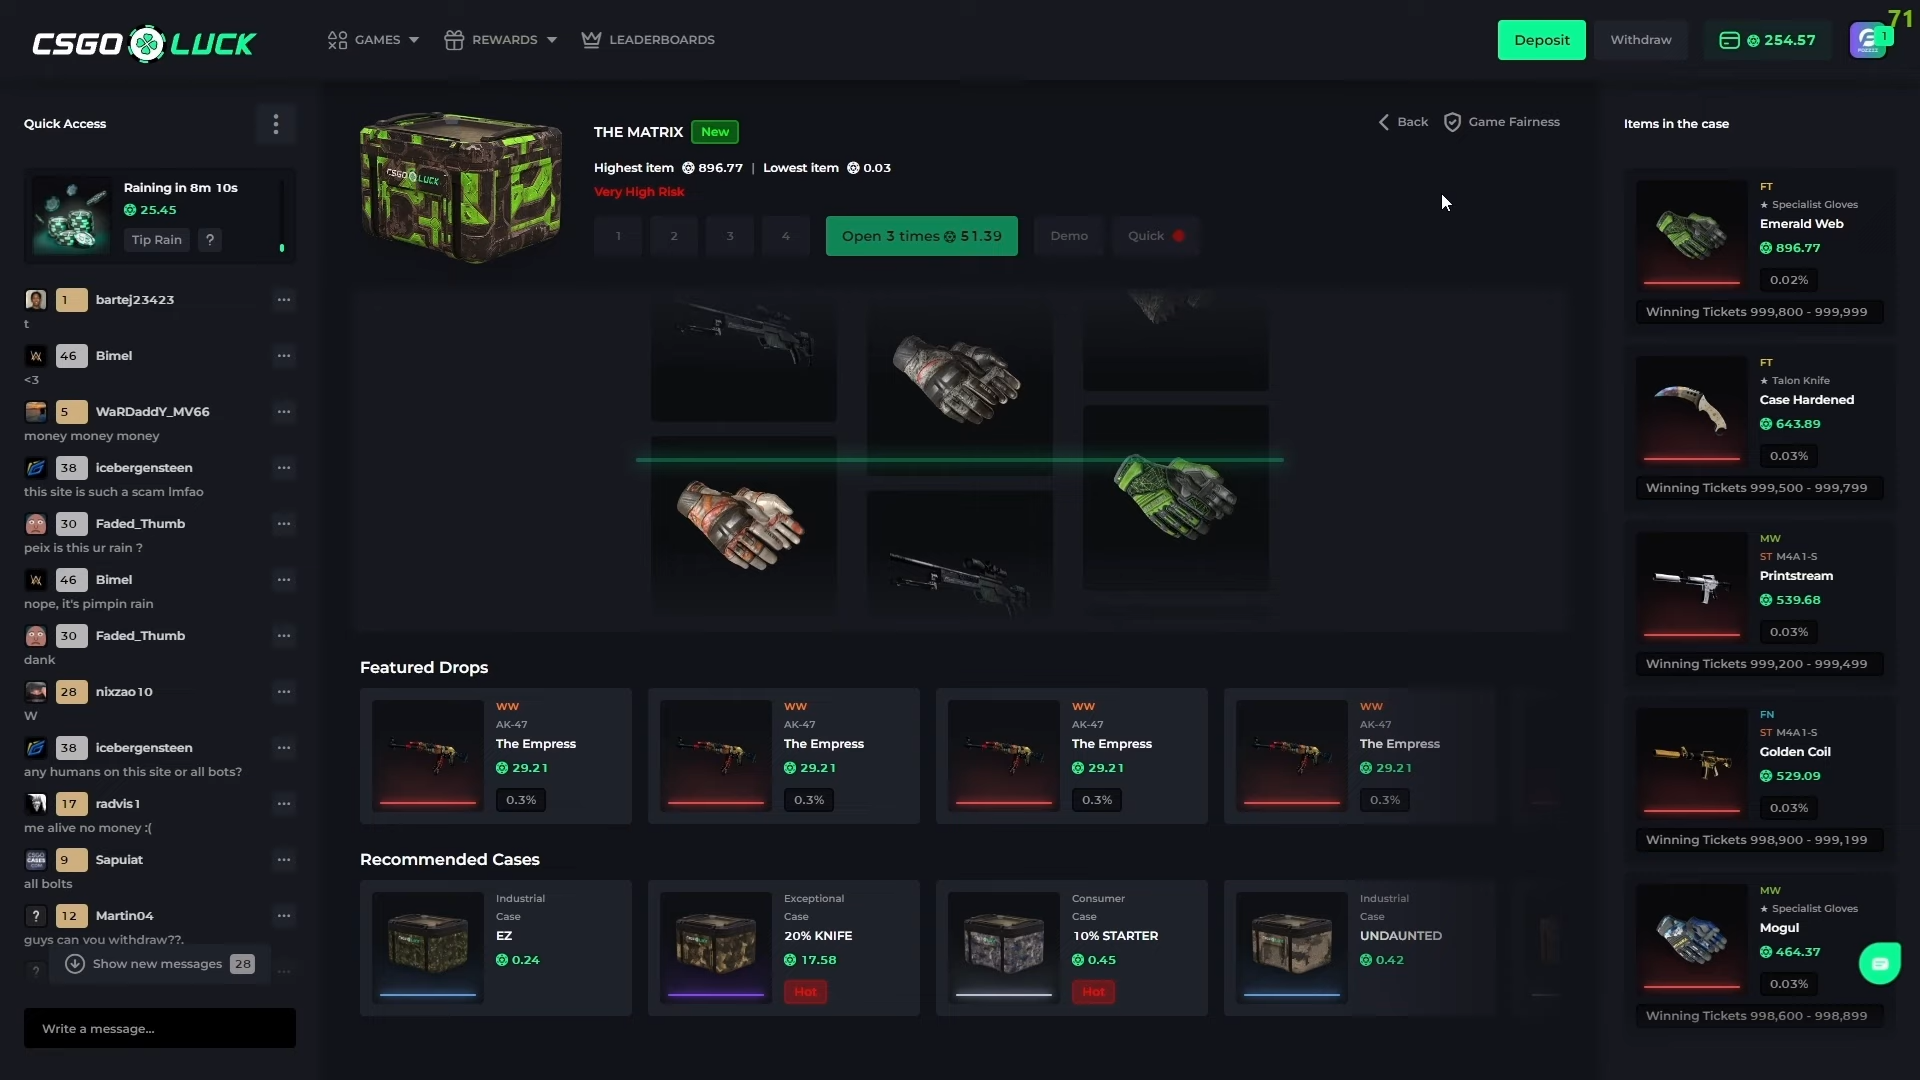 71
CSGO LUCK
GAMES
REWARDS
LEADERBOARDS
Deposit
Withdraw
254.57
1
Quick Access
Raining in 8m 10s
25.45
Tip Rain
?
1 bartej23423
t
46 Bimel
<3
5 WaRDaddY_MV66
money money money
38 icebergensteen
this site is such a scam lmfao
30 Faded_Thumb
peix is this ur rain ?
46 Bimel
nope, it's pimpin rain
30 Faded_Thumb
dank
28 nixzao10
W
38 icebergensteen
any humans on this site or all bots?
17 radvis1
me alive no money :(
9 Sapuiat
all bolts
? 12 Martin04
guys can you withdraw??.
?
Show new messages 28
Write a message...
CSGO LUCK
THE MATRIX New
Highest item 896.77 | Lowest item 0.03
Very High Risk
1
2
3
4
Open 3 times 51.39
Demo
Quick
Back
Game Fairness
Featured Drops
WW
AK-47
The Empress
29.21
0.3%
WW
AK-47
The Empress
29.21
0.3%
WW
AK-47
The Empress
29.21
0.3%
WW
AK-47
The Empress
29.21
0.3%
Recommended Cases
Industrial
Case
EZ
0.24
Exceptional
Case
20% KNIFE
17.58
Hot
Consumer
Case
10% STARTER
0.45
Hot
Industrial
Case
UNDAUNTED
0.42
Items in the case
FT
★ Specialist Gloves
Emerald Web
896.77
0.02%
Winning Tickets 999,800 - 999,999
FT
★ Talon Knife
Case Hardened
643.89
0.03%
Winning Tickets 999,500 - 999,799
MW
ST M4A1-S
Printstream
539.68
0.03%
Winning Tickets 999,200 - 999,499
FN
ST M4A1-S
Golden Coil
529.09
0.03%
Winning Tickets 998,900 - 999,199
MW
★ Specialist Gloves
Mogul
464.37
0.03%
Winning Tickets 998,600 - 998,899